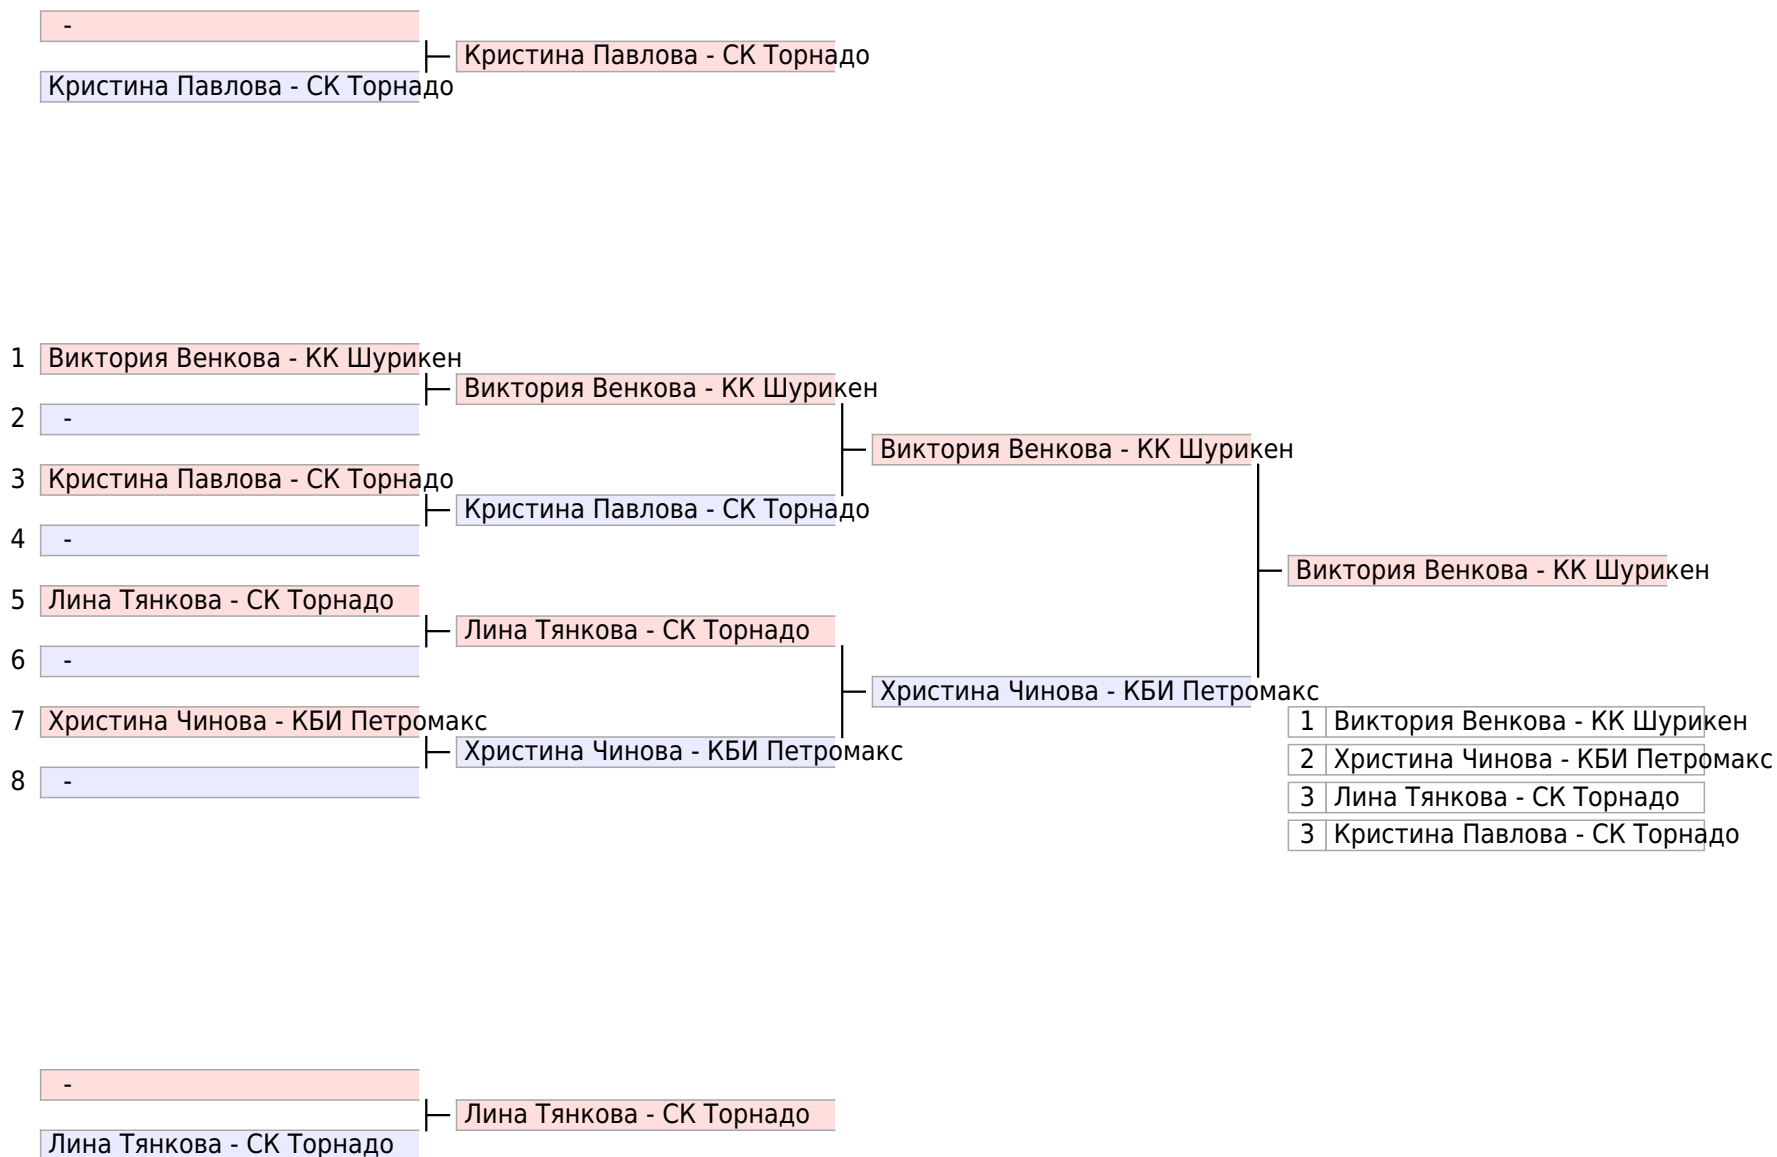 -
Кристина Павлова - СК Торнадо
Кристина Павлова - СК Торнадо
1 Виктория Венкова - КК Шурикен
Виктория Венкова - КК Шурикен
2 -
Виктория Венкова - КК Шурикен
3 Кристина Павлова - СК Торнадо
Кристина Павлова - СК Торнадо
4 -
Виктория Венкова - КК Шурикен
5 Лина Тянкова - СК Торнадо
Лина Тянкова - СК Торнадо
6 -
Христина Чинова - КБИ Петромакс
7 Христина Чинова - КБИ Петромакс
Христина Чинова - КБИ Петромакс
8 -
1 Виктория Венкова - КК Шурикен
2 Христина Чинова - КБИ Петромакс
3 Лина Тянкова - СК Торнадо
3 Кристина Павлова - СК Торнадо
-
Лина Тянкова - СК Торнадо
Лина Тянкова - СК Торнадо